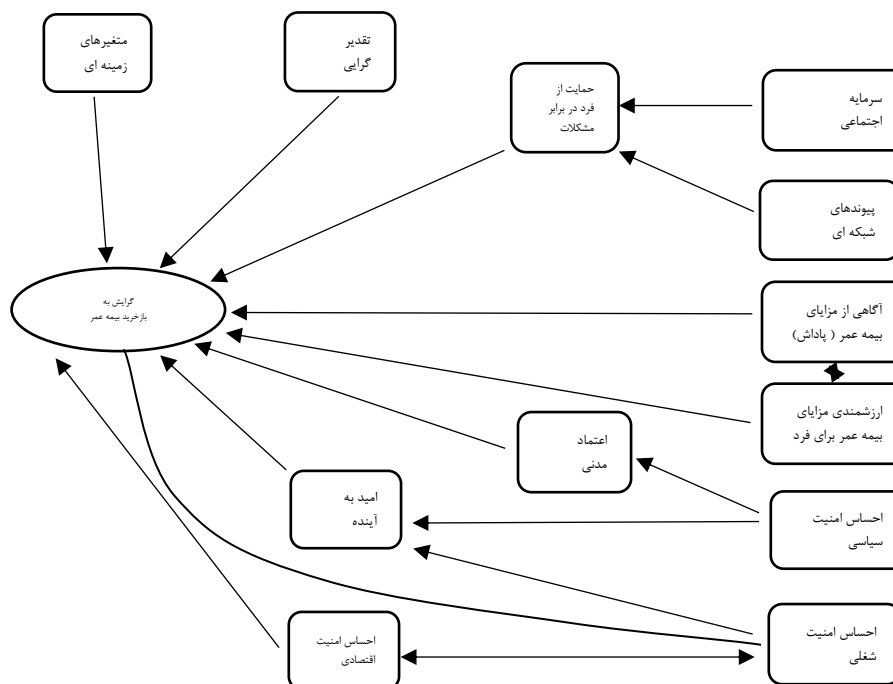 متغیرهای
زمینه ای
تقدیر
گرایی
حمایت از
فرد در برابر
مشکلات
سرمایه
اجتماعی
پیوندهای
شبکه ای
گرایش به
بازخرید بیمه عمر
آگاهی از مزایای
بیمه عمر ( پاداش)
ارزشمندی مزایای
بیمه عمر برای فرد
اعتماد
مدنی
امید به
آینده
احساس امنیت
سیاسی
احساس امنیت
اقتصادی
احساس امنیت
شغلی